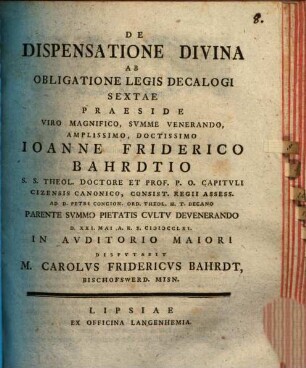 8.
DE
DISPENSATIONE DIVINA
AB
OBLIGATIONE LEGIS DECALOGI
SEXTAE
PRAESIDE
VIRO MAGNIFICO, SVMME VENERANDO,
AMPLISSIMO, DOCTISSIMO
IOANNE FRIDERICO
BAHRDTIO
S. S. THEOL. DOCTORE ET PROF. P. O. CAPITVLI
CIZENSIS CANONICO, CONSIST. REGII ASSESS.
AD D. PETRI CONCION. ORD. THEOL. H. T. DECANO
PARENTE SVMMO PIETATIS CVLTV DEVENERANDO
D. XXI. MAI .A. R. S. CIƆIƆCCLXI.
IN AVDITORIO MAIORI
DISPVTABIT
M. CAROLVS FRIDERICVS BAHRDT,
BISCHOFSWERD. MISN.
LIPSIAE
EX OFFICINA LANGENHEMIA.